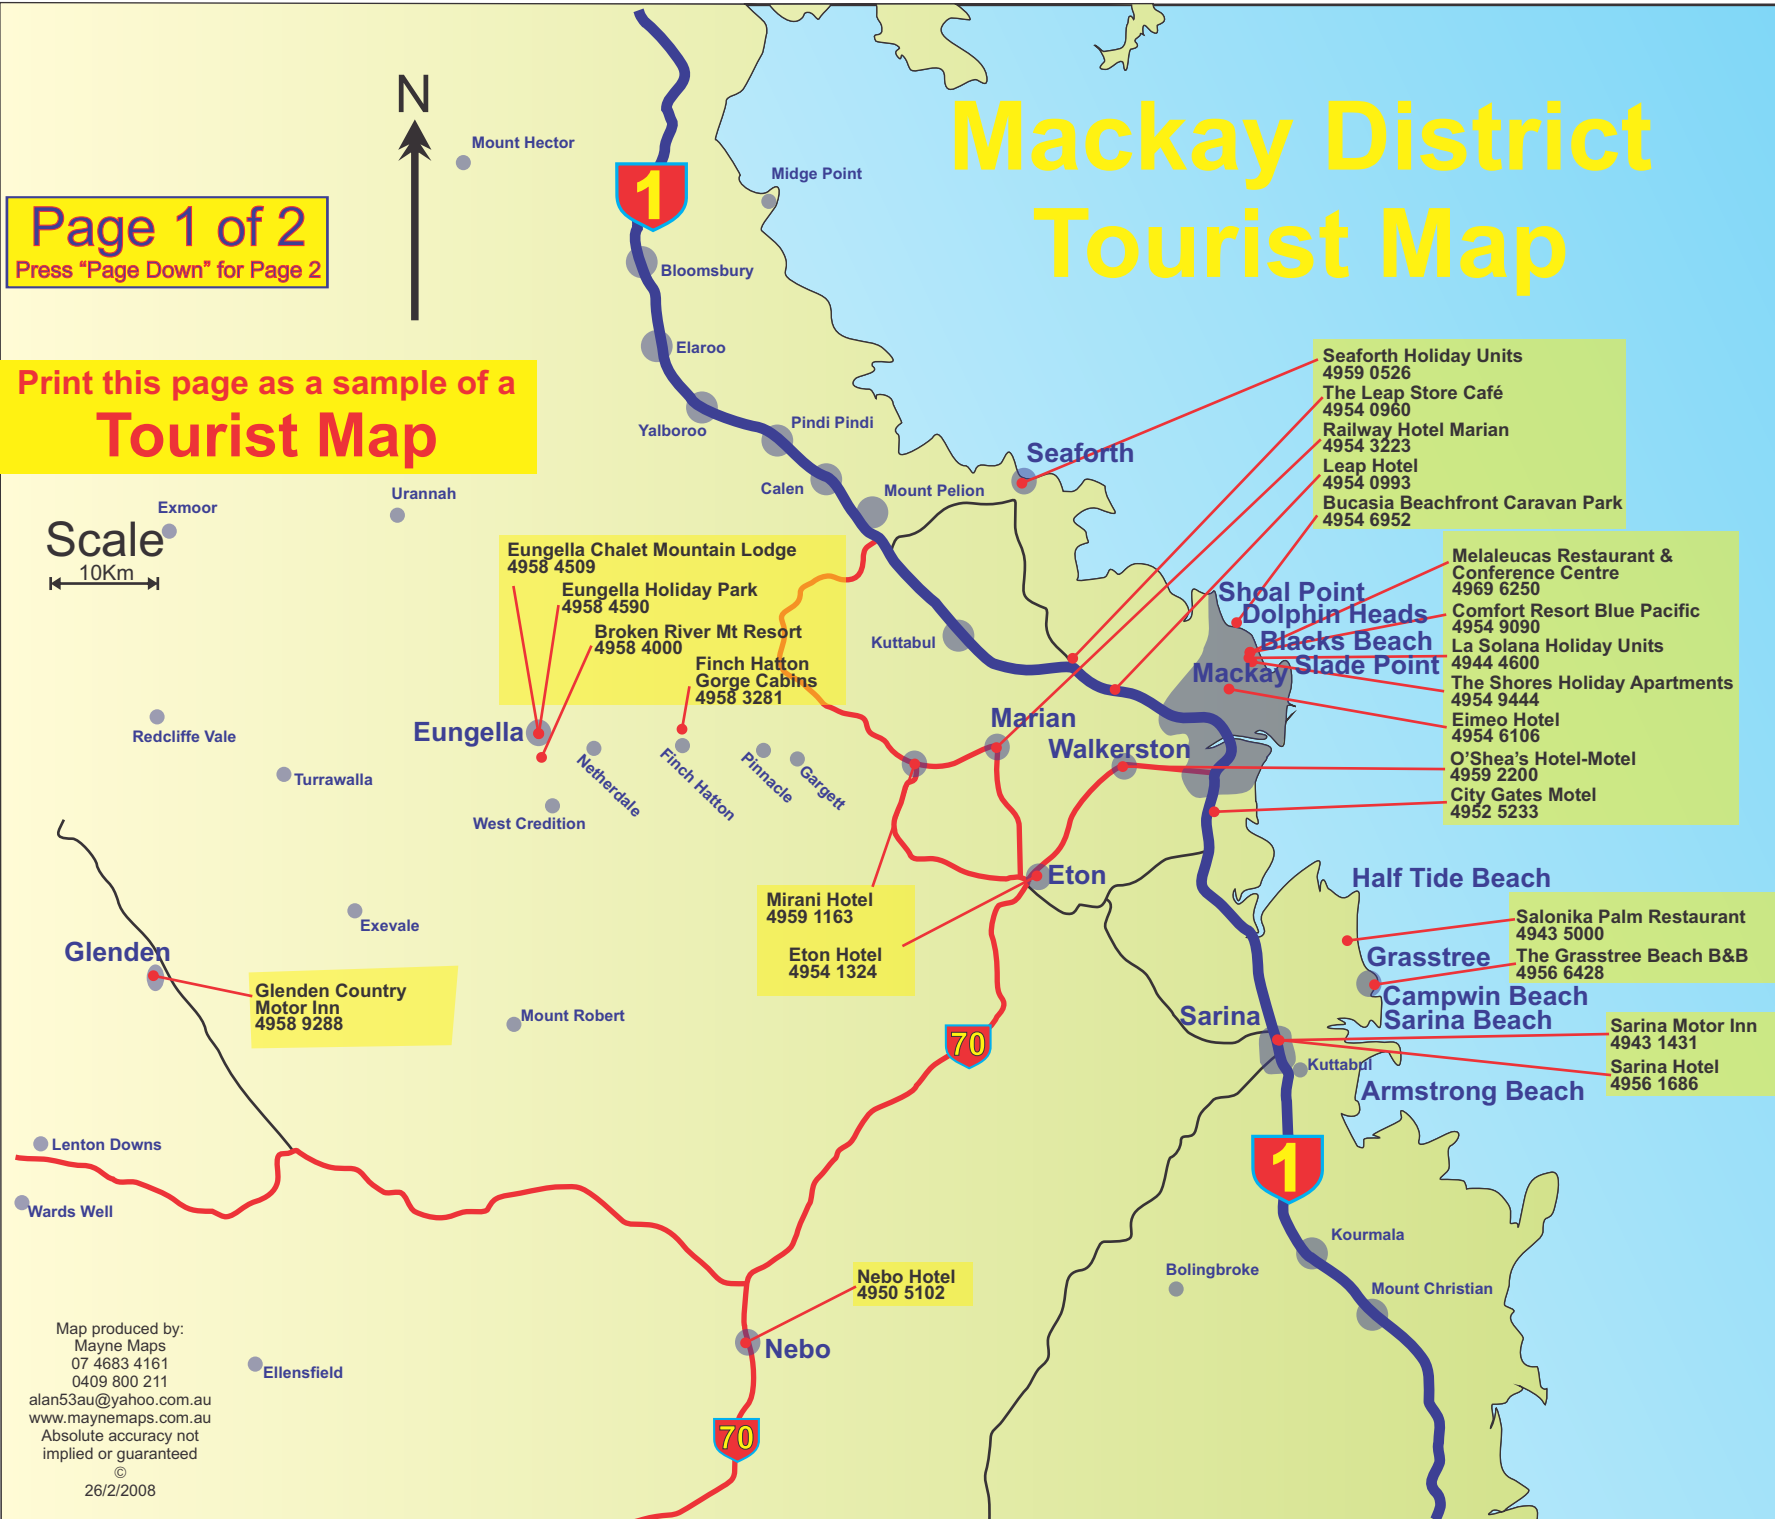 Mackay District
Tourist Map
N
Page 1 of 2
Press “Page Down” for Page 2
Print this page as a sample of a
Tourist Map
Scale
10Km
1
Mount Hector
Midge Point
Bloomsbury
Elaroo
Yalboroo
Pindi Pindi
Calen
Mount Pelion
Seaforth
Exmoor
Urannah
Seaforth Holiday Units
4959 0526
The Leap Store Café
4954 0960
Railway Hotel Marian
4954 3223
Leap Hotel
4954 0993
Bucasia Beachfront Caravan Park
4954 6952
Eungella Chalet Mountain Lodge
4958 4509
Eungella Holiday Park
4958 4590
Broken River Mt Resort
4958 4000
Finch Hatton
Gorge Cabins
4958 3281
Melaleucas Restaurant &
Conference Centre
4969 6250
Comfort Resort Blue Pacific
4954 9090
La Solana Holiday Units
4944 4600
The Shores Holiday Apartments
4954 9444
Eimeo Hotel
4954 6106
O’Shea’s Hotel-Motel
4959 2200
City Gates Motel
4952 5233
Shoal Point
Dolphin Heads
Blacks Beach
Slade Point
Mackay
Kuttabul
Marian
Walkerston
Redcliffe Vale
Turrawalla
Eungella
Netherdale
Finch Hatton
Pinnacle
Gargett
West Credition
Eton
Mirani Hotel
4959 1163
Eton Hotel
4954 1324
Exevale
Glenden
Glenden Country
Motor Inn
4958 9288
Mount Robert
Half Tide Beach
Salonika Palm Restaurant
4943 5000
Grasstree
The Grasstree Beach B&B
4956 6428
Campwin Beach
Sarina Beach
Sarina
Sarina Motor Inn
4943 1431
Sarina Hotel
4956 1686
Kuttabul
Armstrong Beach
70
1
Lenton Downs
Wards Well
Kourmala
Bolingbroke
Mount Christian
Nebo Hotel
4950 5102
Nebo
70
Ellensfield
Map produced by:
Mayne Maps
07 4683 4161
0409 800 211
alan53au@yahoo.com.au
www.maynemaps.com.au
Absolute accuracy not
implied or guaranteed
©
26/2/2008